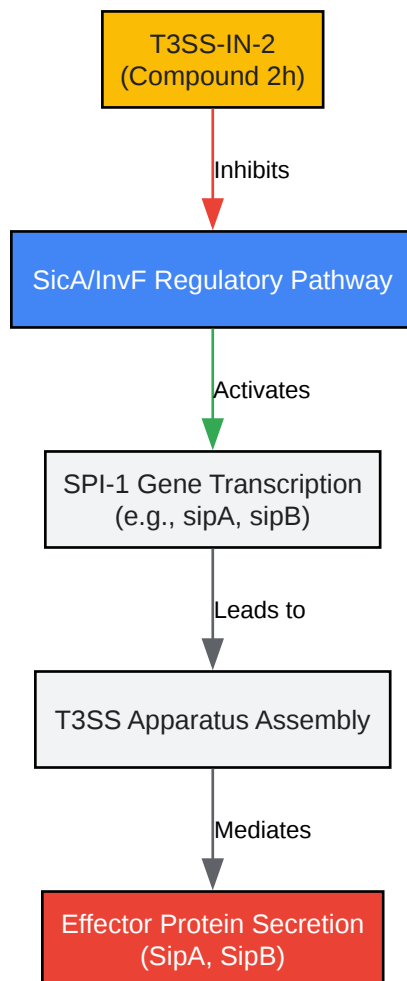 T3SS-IN-2
(Compound 2h)
Inhibits
SicA/InvF Regulatory Pathway
Activates
SPI-1 Gene Transcription
(e.g., sipA, sipB)
Leads to
T3SS Apparatus Assembly
Mediates
Effector Protein Secretion
(SipA, SipB)